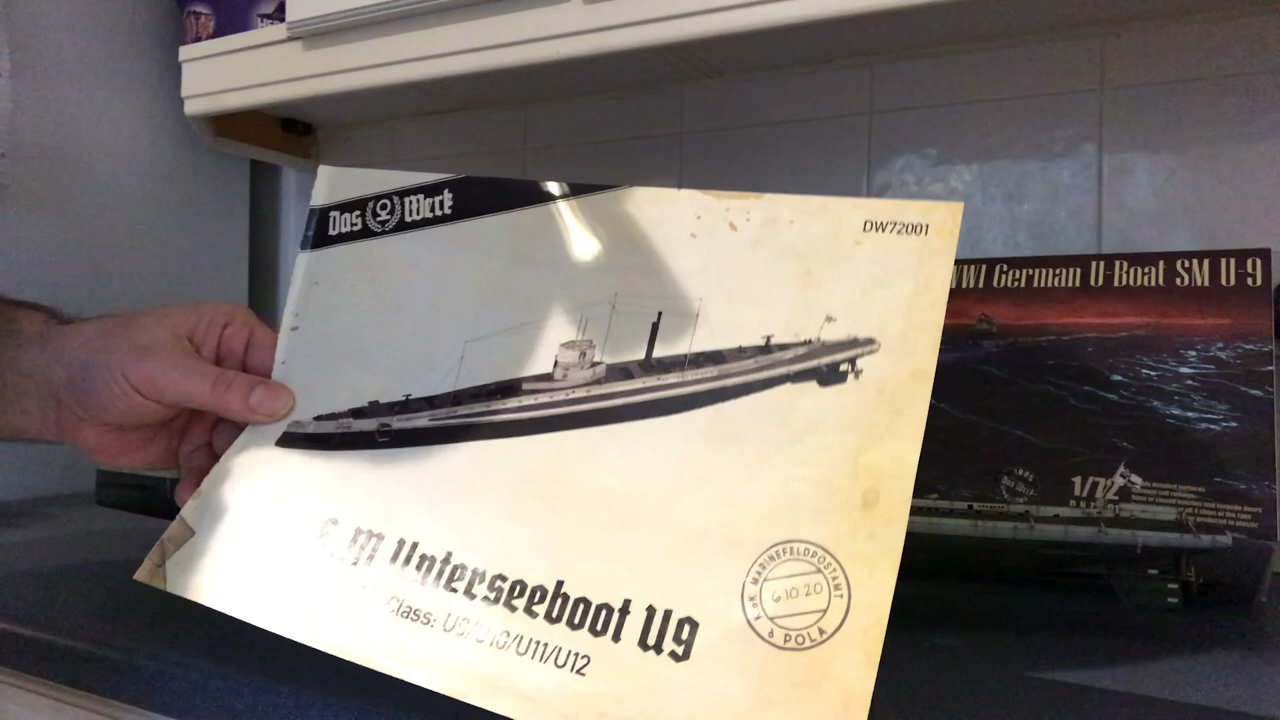 Das Werk
DW72001
WWI German U-Boat SM U-9
1/72
S.M Unterseeboot U9
Class: U9/U10/U11/U12
K.u.K. MARINEFELDPOSTAMT
6.10.20
POLA